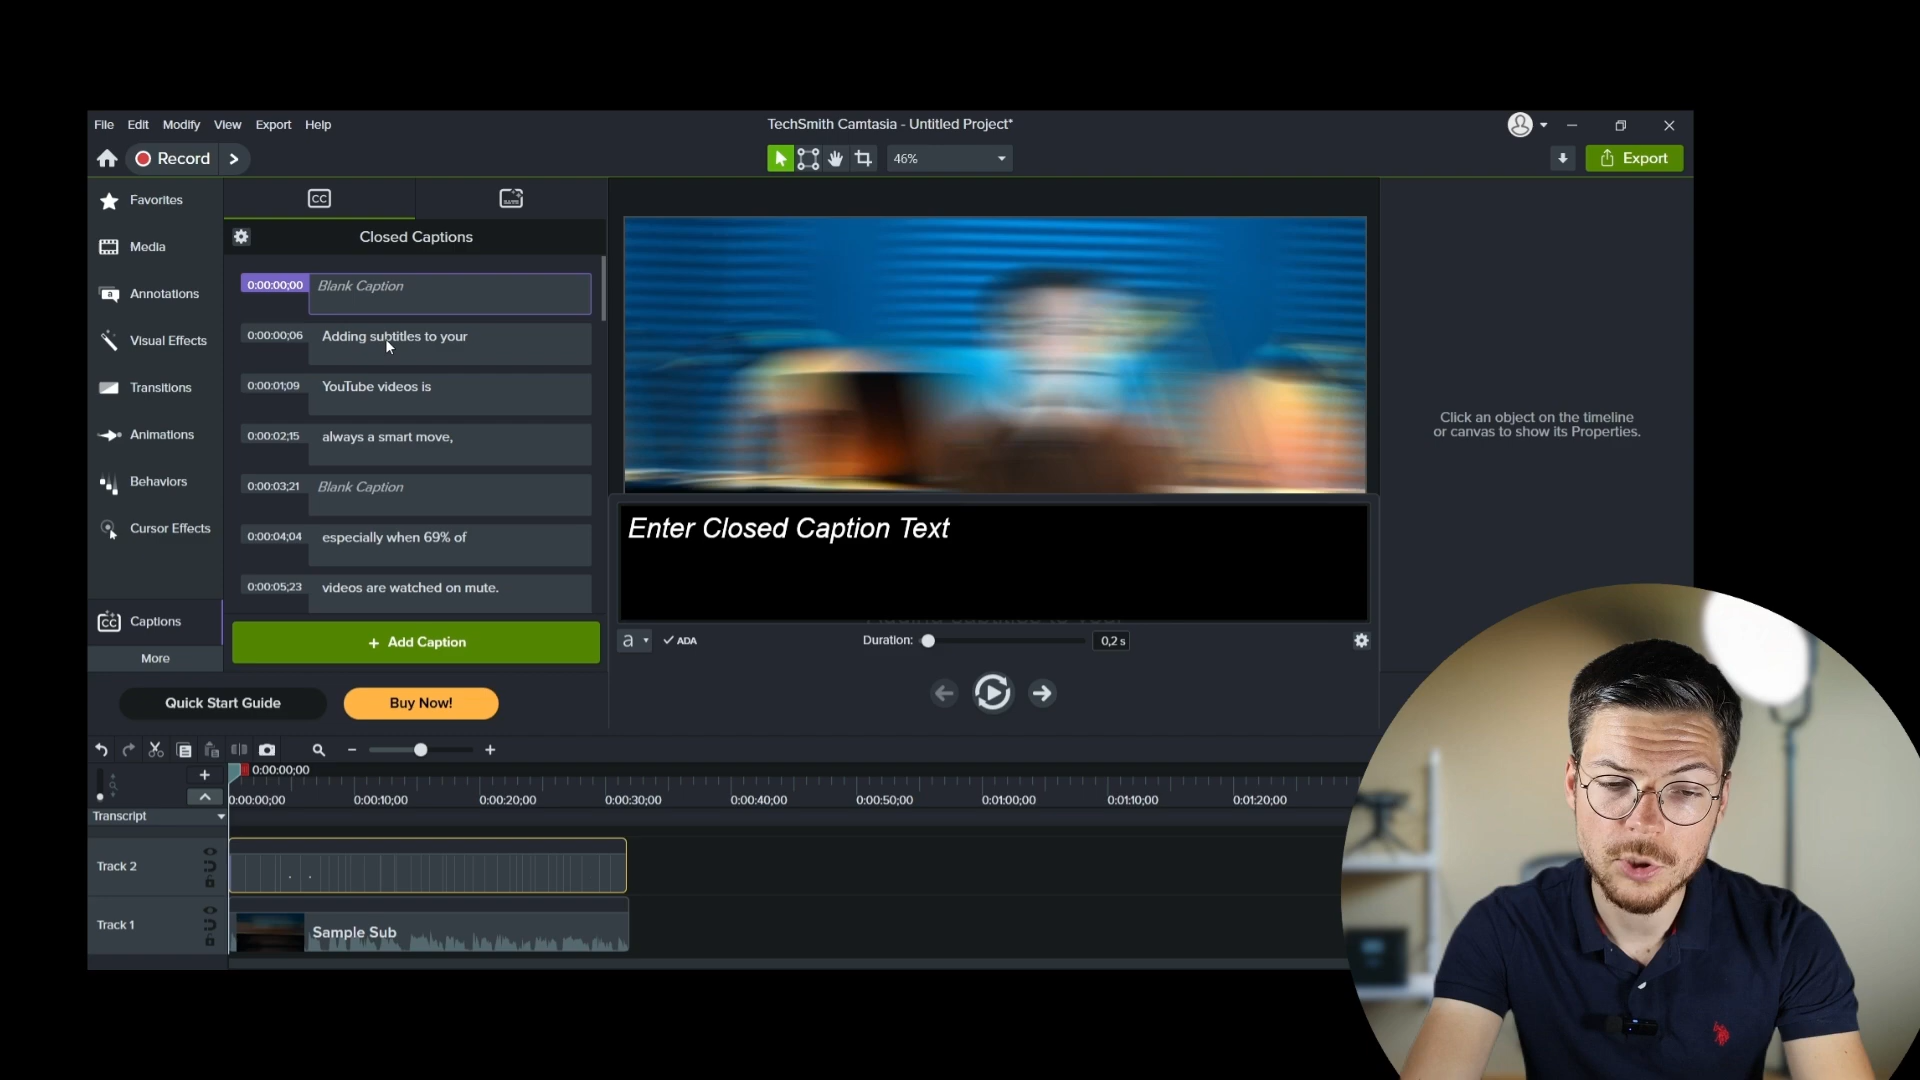 File Edit Modify View Export Help
TechSmith Camtasia - Untitled Project*
Record
46%
Export
Favorites
Media
Annotations
Visual Effects
Transitions
Animations
Behaviors
Cursor Effects
CC Captions
More
CC
Closed Captions
0:00:00;00 Blank Caption
0:00:00;06 Adding subtitles to your
0:00:01;09 YouTube videos is
0:00:02;15 always a smart move,
0:00:03;21 Blank Caption
0:00:04;04 especially when 69% of
0:00:05;23 videos are watched on mute.
+ Add Caption
Quick Start Guide
Buy Now!
Click an object on the timeline
or canvas to show its Properties.
Enter Closed Caption Text
a
ADA
Duration:
0,2 s
0:00:00;00
0:00:00;00 0:00:10;00 0:00:20;00 0:00:30;00 0:00:40;00 0:00:50;00 0:01:00;00 0:01:10;00 0:01:20;00
Transcript
Track 2
Track 1
Sample Sub